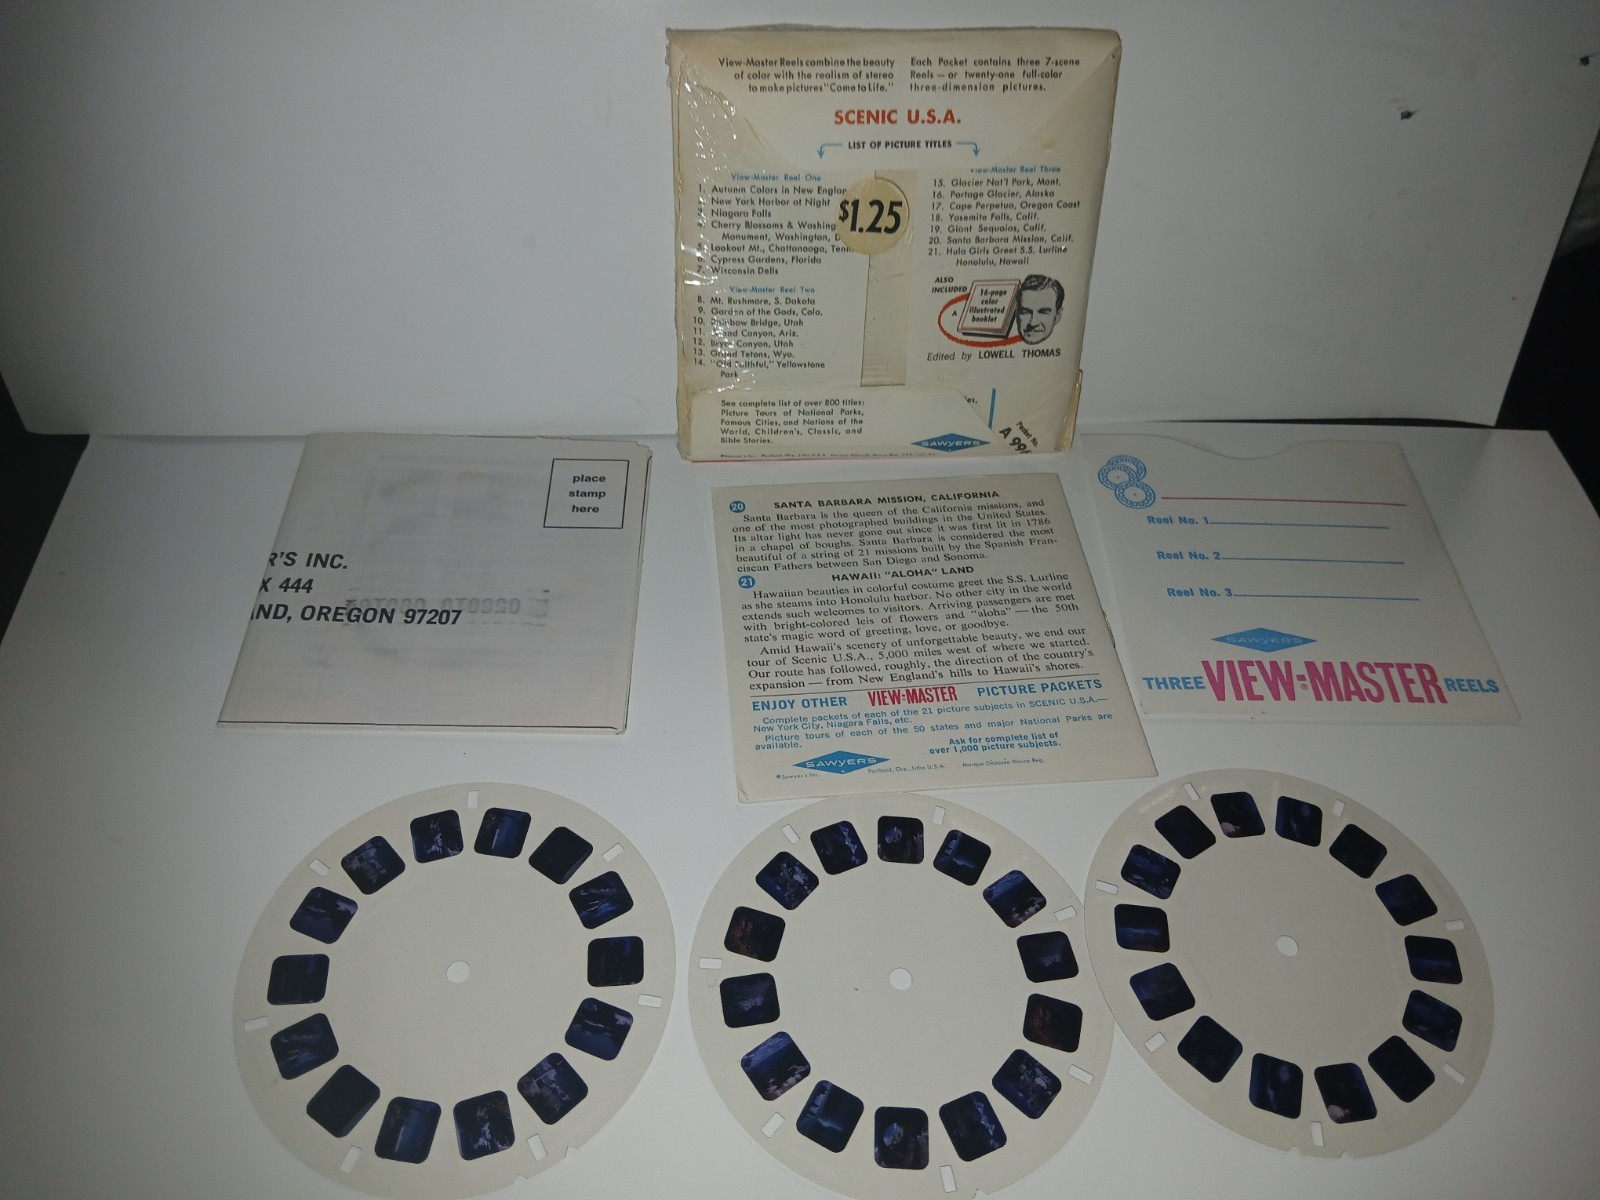 View-Master Reels combine the beauty
of color with the realism of stereo
to make pictures "Come to Life."
Each Packet contains three 7-scene
Reels — or twenty-one full-color
three-dimension pictures.
SCENIC U.S.A.
LIST OF PICTURE TITLES
View-Master Reel One
1. Autumn Colors in New Englan
New York Harbor at Night
Niagara Falls
Cherry Blossoms & Washing
Monument, Washington, D
Lookout Mt., Chattanooga, Tenn.
Cypress Gardens, Florida
7. Wisconsin Dells
View-Master Reel Two
8. Mt. Rushmore, S. Dakota
9. Garden of the Gods, Colo.
10. Rainbow Bridge, Utah
11. Grand Canyon, Ariz.
12. Bryce Canyon, Utah
13. Grand Tetons, Wyo.
14. "Old Faithful," Yellowstone
Park
$1.25
View-Master Reel Three
15. Glacier Nat'l Park, Mont.
16. Portage Glacier, Alaska
17. Cape Perpetua, Oregon Coast
18. Yosemite Falls, Calif.
19. Giant Sequoias, Calif.
20. Santa Barbara Mission, Calif.
21. Hula Girls Greet S.S. Lurline
Honolulu, Hawaii
ALSO
INCLUDED
A
16-page
color
illustrated
booklet
Edited by LOWELL THOMAS
See complete list of over 800 titles:
Picture Tours of National Parks,
Famous Cities, and Nations of the
World, Children's, Classic, and
Bible Stories.
SAWYER'S
Packet No.
A 99
place
stamp
here
R'S INC.
X 444
ND, OREGON 97207
20 SANTA BARBARA MISSION, CALIFORNIA
Santa Barbara is the queen of the California missions, and
one of the most photographed buildings in the United States.
Its altar light has never gone out since it was first lit in 1786
in a chapel of boughs. Santa Barbara is considered the most
beautiful of a string of 21 missions built by the Spanish Fran-
ciscan Fathers between San Diego and Sonoma.
21 HAWAII: "ALOHA" LAND
Hawaiian beauties in colorful costume greet the S.S. Lurline
as she steams into Honolulu harbor. No other city in the world
extends such welcomes to visitors. Arriving passengers are met
with bright-colored leis of flowers and "aloha" — the 50th
state's magic word of greeting, love, or goodbye.
Amid Hawaii's scenery of unforgettable beauty, we end our
tour of Scenic U.S.A., 5,000 miles west of where we started.
Our route has followed, roughly, the direction of the country's
expansion — from New England's hills to Hawaii's shores.
ENJOY OTHER VIEW-MASTER PICTURE PACKETS
Complete packets of each of the 21 picture subjects in SCENIC U.S.A.—
New York City, Niagara Falls, etc.
Picture tours of each of the 50 states and major National Parks are
available.
Ask for complete list of
over 1,000 picture subjects.
SAWYER'S
®Sawyer's Inc. Portland, Ore., Litho U.S.A. Marque Déposée Marca Reg.
Reel No. 1
Reel No. 2
Reel No. 3
SAWYER'S
THREE VIEW-MASTER REELS